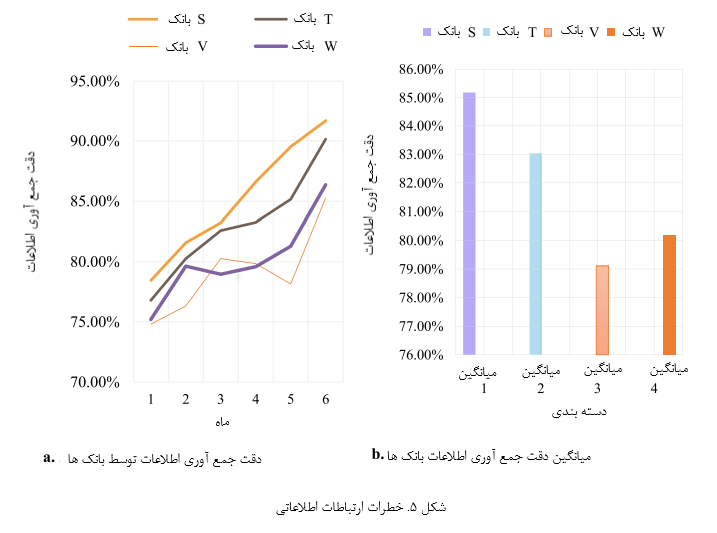 بانک S
بانک T
بانک V
بانک W
95.00%
90.00%
85.00%
80.00%
75.00%
70.00%
دقت جمع آوری اطلاعات
1 2 3 4 5 6
ماه
a. دقت جمع آوری اطلاعات توسط بانک ها
بانک S بانک T بانک V بانک W
86.00%
85.00%
84.00%
83.00%
82.00%
81.00%
80.00%
79.00%
78.00%
77.00%
76.00%
دقت جمع آوری اطلاعات
میانگین 1
میانگین 2
میانگین 3
میانگین 4
دسته بندی
b. میانگین دقت جمع آوری اطلاعات بانک ها
شکل ۵. خطرات ارتباطات اطلاعاتی